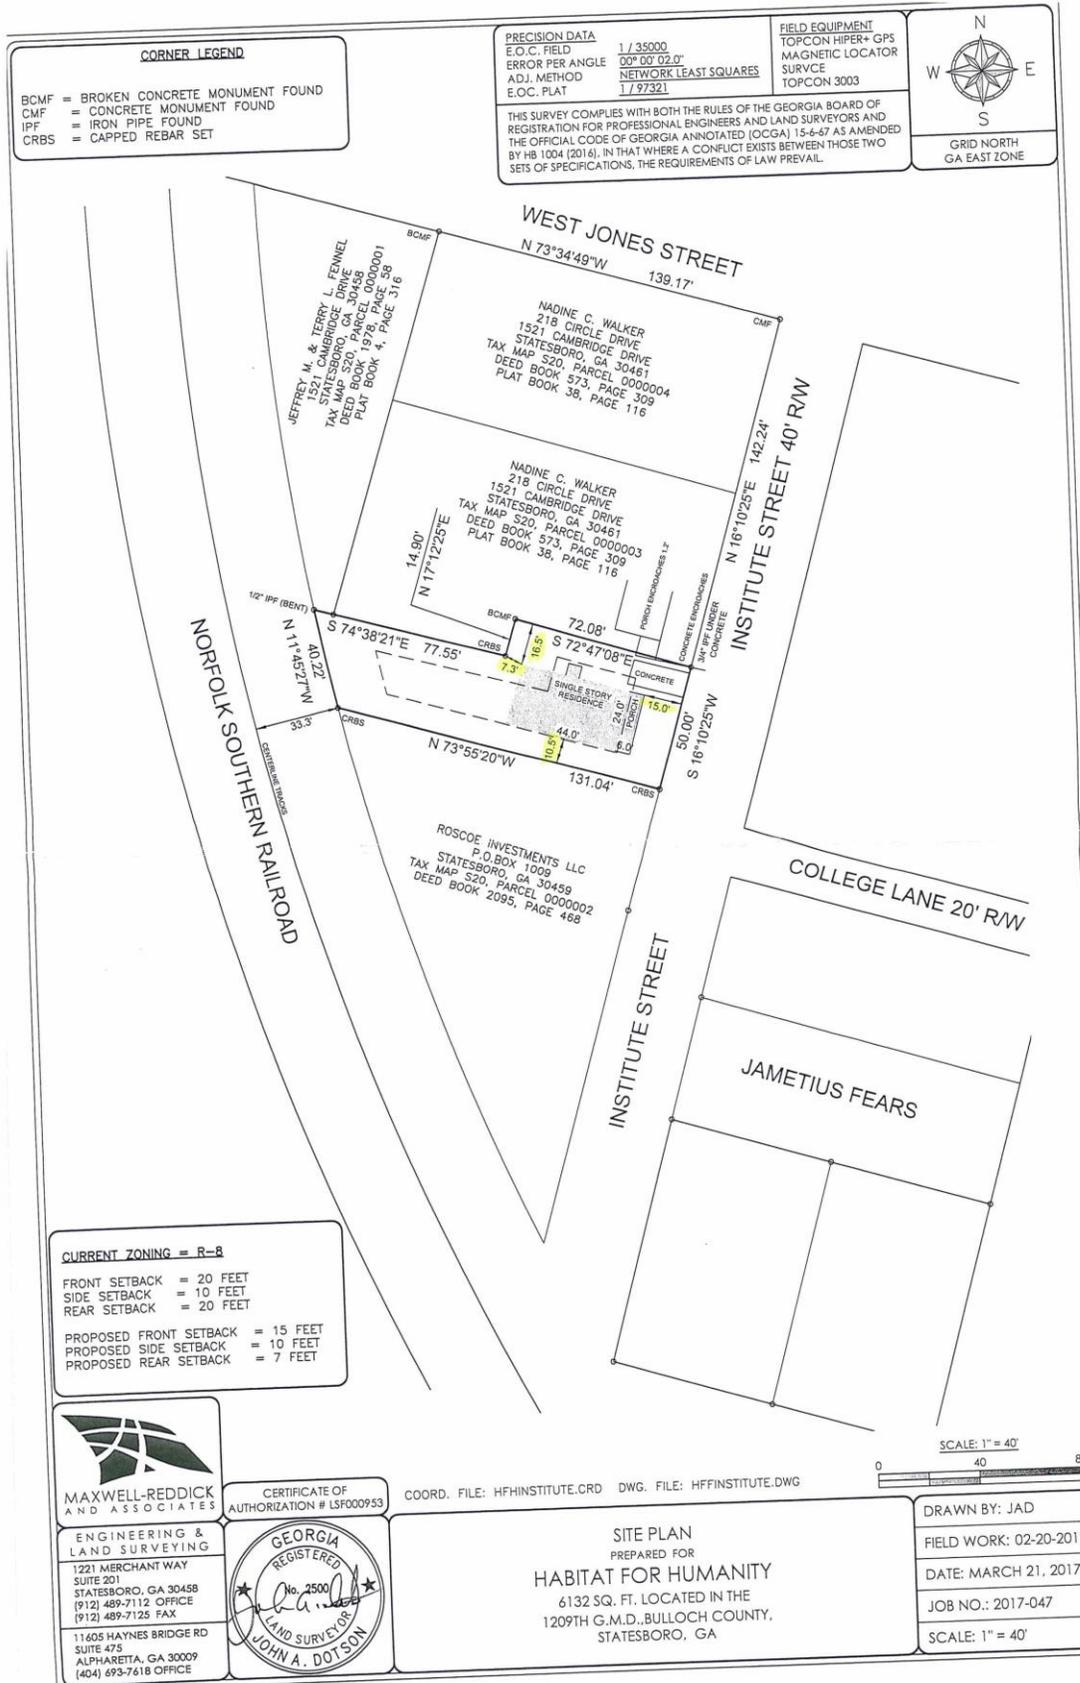 CORNER LEGEND
BCMF = BROKEN CONCRETE MONUMENT FOUND
CMF = CONCRETE MONUMENT FOUND
IPF = IRON PIPE FOUND
CRBS = CAPPED REBAR SET
PRECISION DATA
E.O.C. FIELD 1 / 35000
ERROR PER ANGLE 00° 00' 02.0"
ADJ. METHOD NETWORK LEAST SQUARES
E.OC. PLAT 1 / 97321
FIELD EQUIPMENT
TOPCON HIPER+ GPS
MAGNETIC LOCATOR
SURVCE
TOPCON 3003
THIS SURVEY COMPLIES WITH BOTH THE RULES OF THE GEORGIA BOARD OF
REGISTRATION FOR PROFESSIONAL ENGINEERS AND LAND SURVEYORS AND
THE OFFICIAL CODE OF GEORGIA ANNOTATED (OCGA) 15-6-67 AS AMENDED
BY HB 1004 (2016), IN THAT WHERE A CONFLICT EXISTS BETWEEN THOSE TWO
SETS OF SPECIFICATIONS, THE REQUIREMENTS OF LAW PREVAIL.
N
W
E
S
GRID NORTH
GA EAST ZONE
WEST JONES STREET
N 73°34'49"W 139.17'
BCMF
CMF
JEFFREY M. & TERRY L. FENNEL
1521 CAMBRIDGE DRIVE
STATESBORO, GA 30458
TAX MAP S20, PARCEL 0000001
DEED BOOK 1978, PAGE 58
PLAT BOOK 4, PAGE 316
NADINE C. WALKER
218 CIRCLE DRIVE
1521 CAMBRIDGE DRIVE
STATESBORO, GA 30461
TAX MAP S20, PARCEL 0000004
DEED BOOK 573, PAGE 309
PLAT BOOK 38, PAGE 116
N 16°10'25"E 142.24'
INSTITUTE STREET 40' R/W
NADINE C. WALKER
218 CIRCLE DRIVE
1521 CAMBRIDGE DRIVE
STATESBORO, GA 30461
TAX MAP S20, PARCEL 0000003
DEED BOOK 573, PAGE 309
PLAT BOOK 38, PAGE 116
14.90'
N 17°12'25"E
PORCH ENCROACHES 1.2'
CONCRETE ENCROACHES
3/4" IPF UNDER
CONCRETE
1/2" IPF (BENT)
BCMF
72.08'
S 72°47'08"E
S 74°38'21"E 77.55'
CRBS
16.5'
7.3'
CONCRETE
SINGLE STORY
RESIDENCE
24.0'
PORCH
15.0'
44.0'
6.0'
10.5'
N 11°45'27"W
40.22'
33.3'
CRBS
N 73°55'20"W 131.04'
CRBS
50.00'
S 16°10'25"W
NORFOLK SOUTHERN RAILROAD
CENTERLINE TRACKS
ROSCOE INVESTMENTS LLC
P.O.BOX 1009
STATESBORO, GA 30459
TAX MAP S20, PARCEL 0000002
DEED BOOK 2095, PAGE 468
COLLEGE LANE 20' R/W
INSTITUTE STREET
JAMETIUS FEARS
CURRENT ZONING = R-8
FRONT SETBACK = 20 FEET
SIDE SETBACK = 10 FEET
REAR SETBACK = 20 FEET
PROPOSED FRONT SETBACK = 15 FEET
PROPOSED SIDE SETBACK = 10 FEET
PROPOSED REAR SETBACK = 7 FEET
SCALE: 1" = 40'
0 40 8
MAXWELL-REDDICK
AND ASSOCIATES
ENGINEERING &
LAND SURVEYING
1221 MERCHANT WAY
SUITE 201
STATESBORO, GA 30458
(912) 489-7112 OFFICE
(912) 489-7125 FAX
11605 HAYNES BRIDGE RD
SUITE 475
ALPHARETTA, GA 30009
(404) 693-7618 OFFICE
CERTIFICATE OF
AUTHORIZATION # LSF000953
GEORGIA
REGISTERED
No. 2500
LAND SURVEYOR
JOHN A. DOTSON
COORD. FILE: HFHINSTITUTE.CRD DWG. FILE: HFFINSTITUTE.DWG
SITE PLAN
PREPARED FOR
HABITAT FOR HUMANITY
6132 SQ. FT. LOCATED IN THE
1209TH G.M.D.,BULLOCH COUNTY,
STATESBORO, GA
DRAWN BY: JAD
FIELD WORK: 02-20-201
DATE: MARCH 21, 2017
JOB NO.: 2017-047
SCALE: 1" = 40'